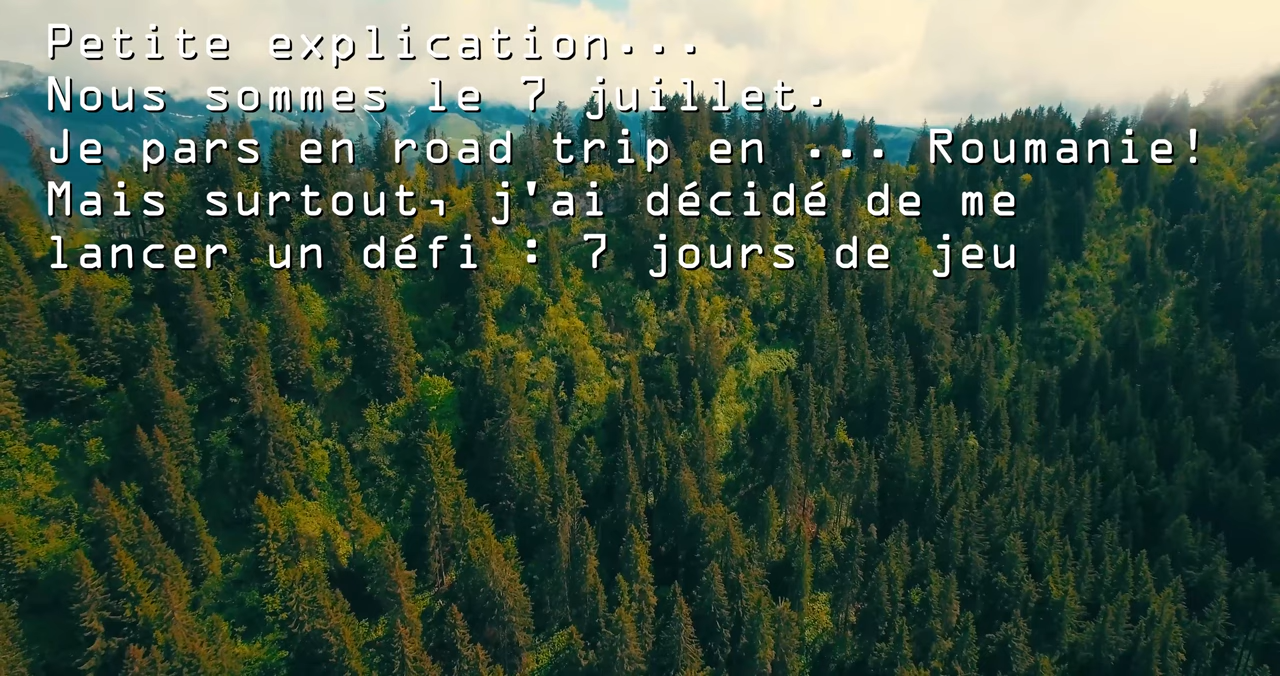 Petite explication...
Nous sommes le 7 juillet.
Je pars en road trip en ... Roumanie!
Mais surtout, j'ai décidé de me
lancer un défi : 7 jours de jeu